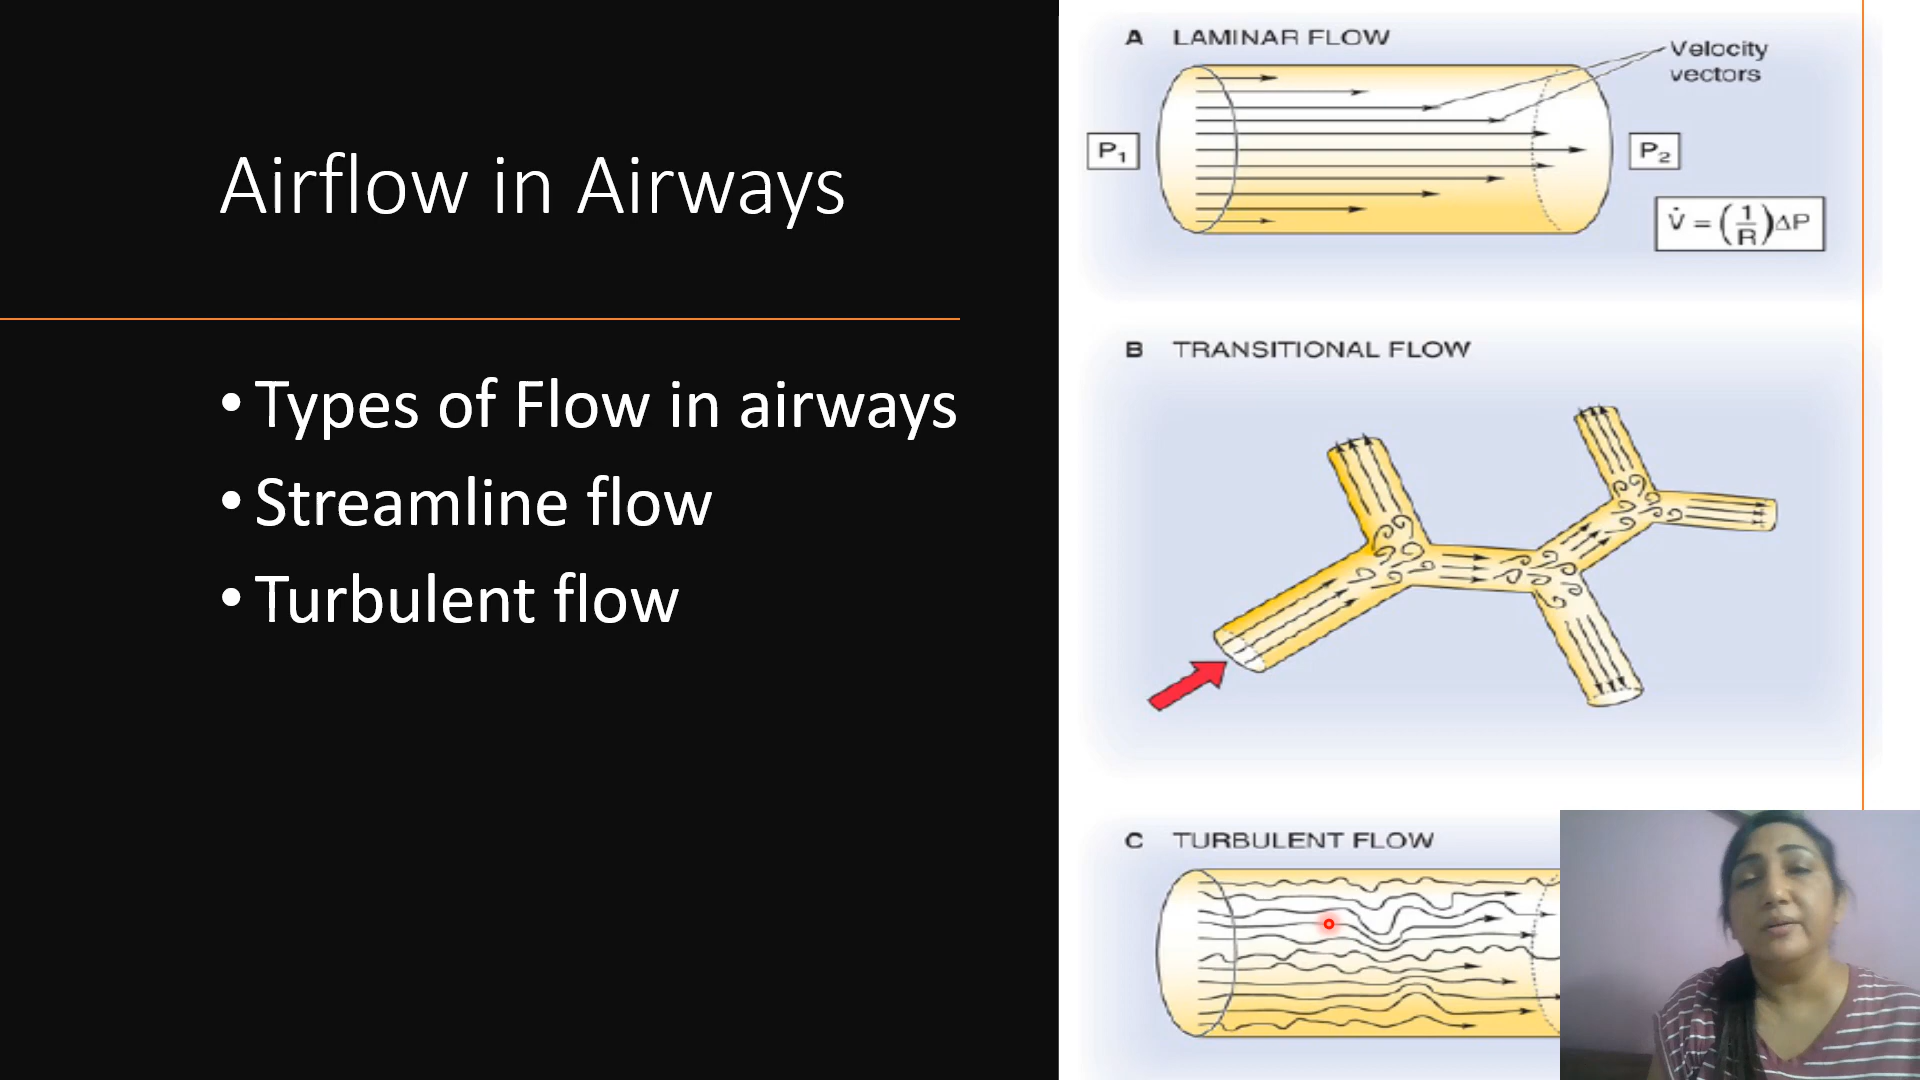 Airflow in Airways
• Types of Flow in airways
• Streamline flow
• Turbulent flow
A LAMINAR FLOW
Velocity
vectors
P₁
P₂
V̇ = (1/R)ΔP
B TRANSITIONAL FLOW
C TURBULENT FLOW